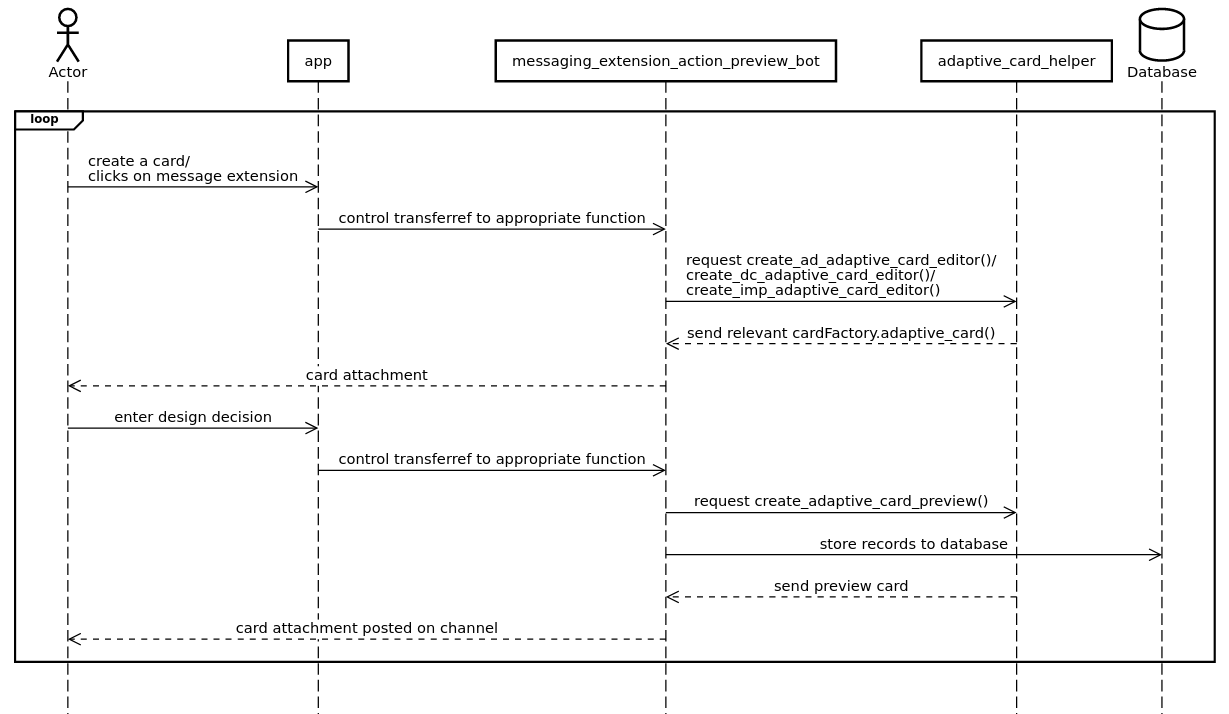 Actor
app
messaging_extension_action_preview_bot
adaptive_card_helper
Database
loop
create a card/
clicks on message extension
control transferref to appropriate function
request create_ad_adaptive_card_editor()/
create_dc_adaptive_card_editor()/
create_imp_adaptive_card_editor()
send relevant cardFactory.adaptive_card()
card attachment
enter design decision
control transferref to appropriate function
request create_adaptive_card_preview()
store records to database
send preview card
card attachment posted on channel